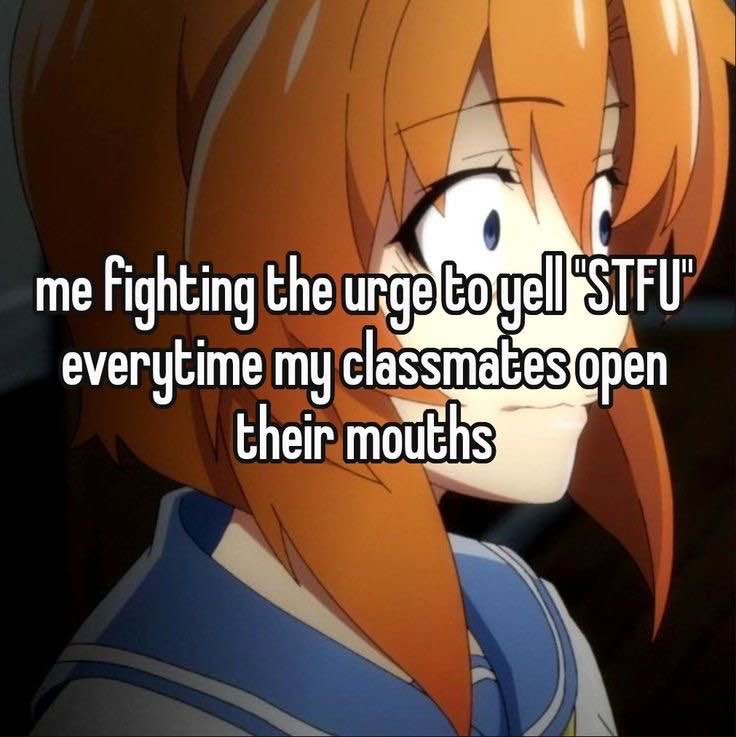 me fighting the urge to yell "STFU"
everytime my classmates open
their mouths